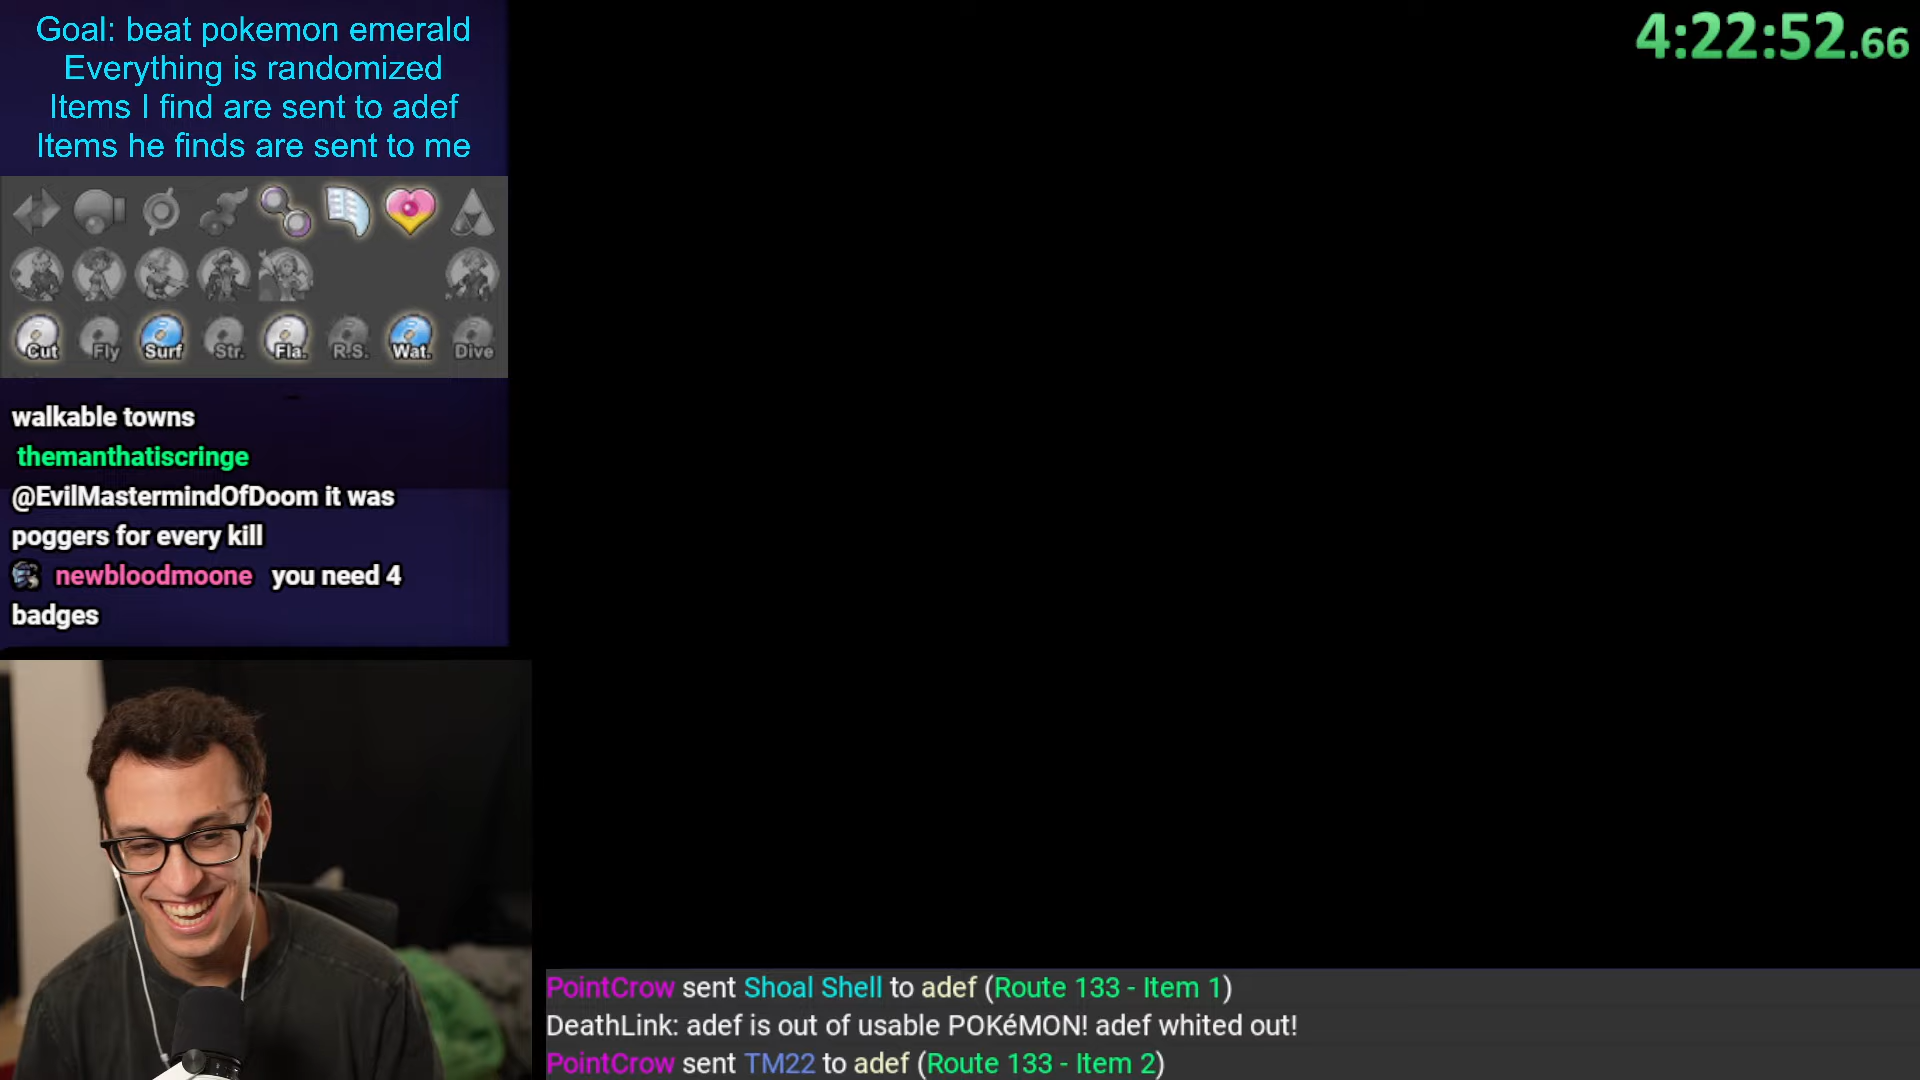 Goal: beat pokemon emerald
Everything is randomized
Items I find are sent to adef
Items he finds are sent to me
4:22:52.66
Cut Fly Surf Str. Fla. R.S. Wat. Dive
walkable towns
themanthatiscringe
@EvilMastermindOfDoom it was
poggers for every kill
newbloodmoone you need 4
badges
PointCrow sent Shoal Shell to adef (Route 133 - Item 1)
DeathLink: adef is out of usable POKéMON! adef whited out!
PointCrow sent TM22 to adef (Route 133 - Item 2)